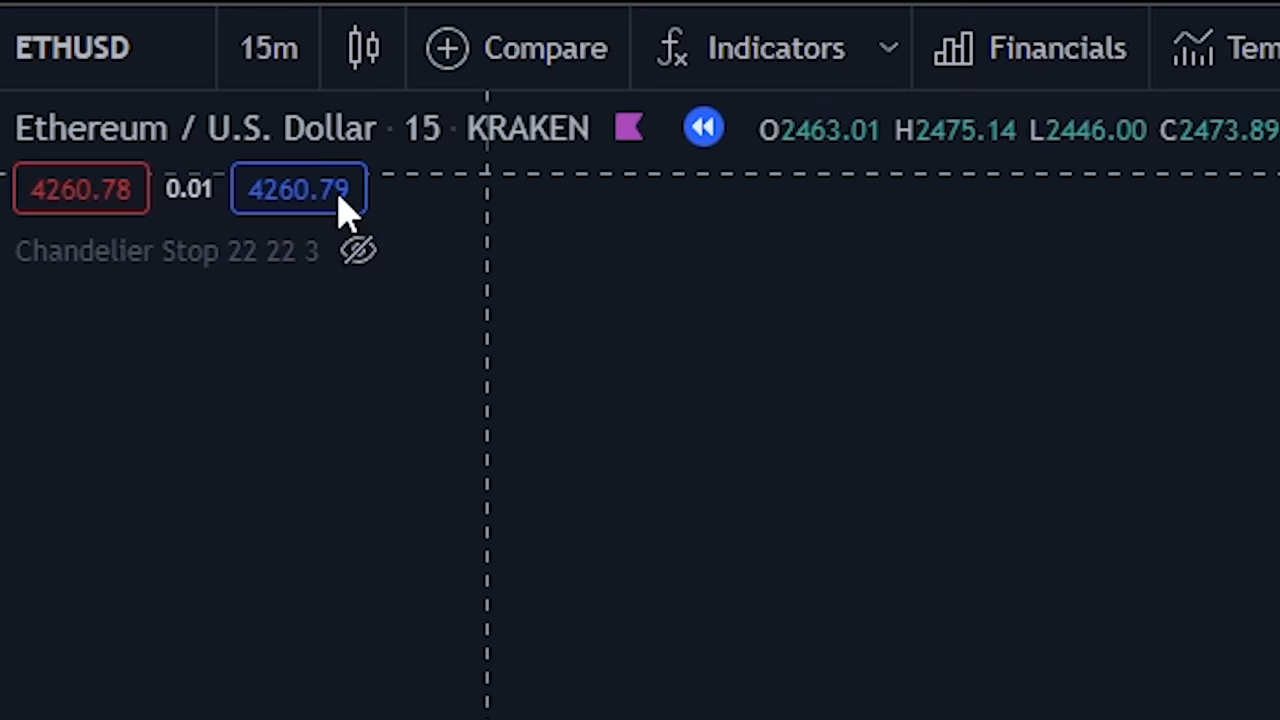 ETHUSD 15m Compare Indicators Financials Tem
Ethereum / U.S. Dollar · 15 · KRAKEN O2463.01 H2475.14 L2446.00 C2473.89
4260.78 0.01 4260.79
Chandelier Stop 22 22 3